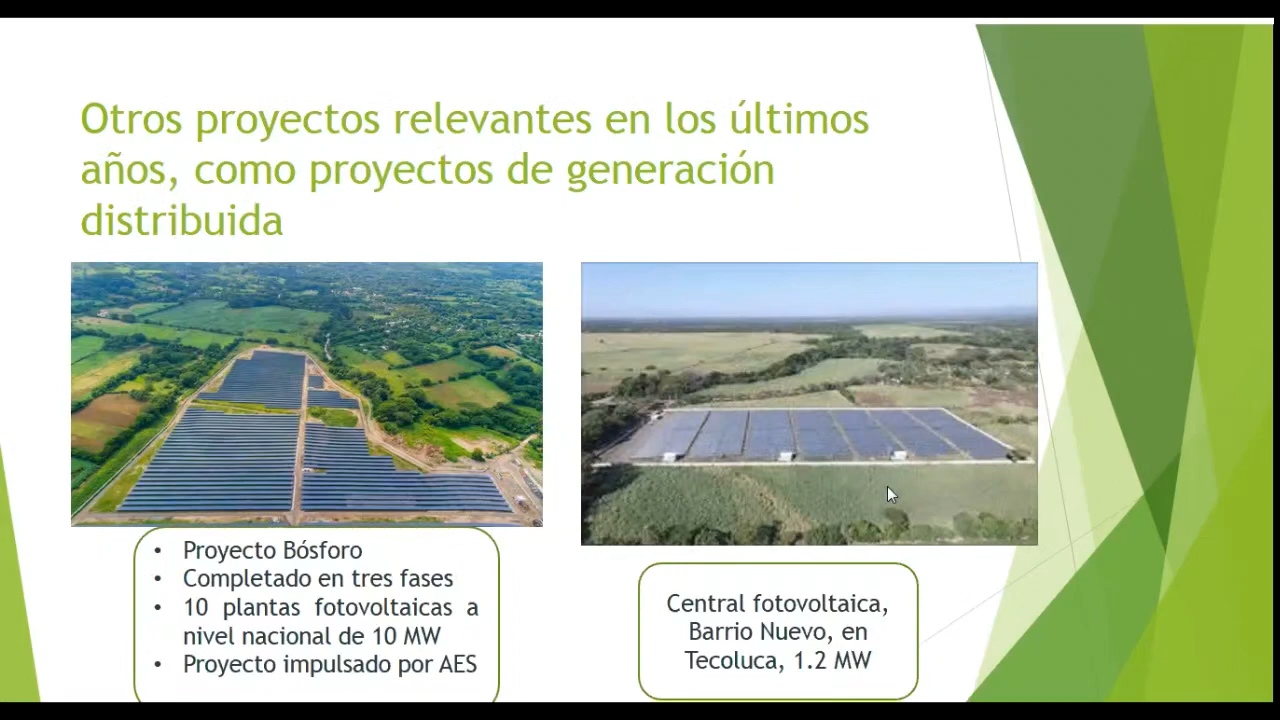 Otros proyectos relevantes en los últimos
años, como proyectos de generación
distribuida
• Proyecto Bósforo
• Completado en tres fases
• 10 plantas fotovoltaicas a
nivel nacional de 10 MW
• Proyecto impulsado por AES
Central fotovoltaica,
Barrio Nuevo, en
Tecoluca, 1.2 MW